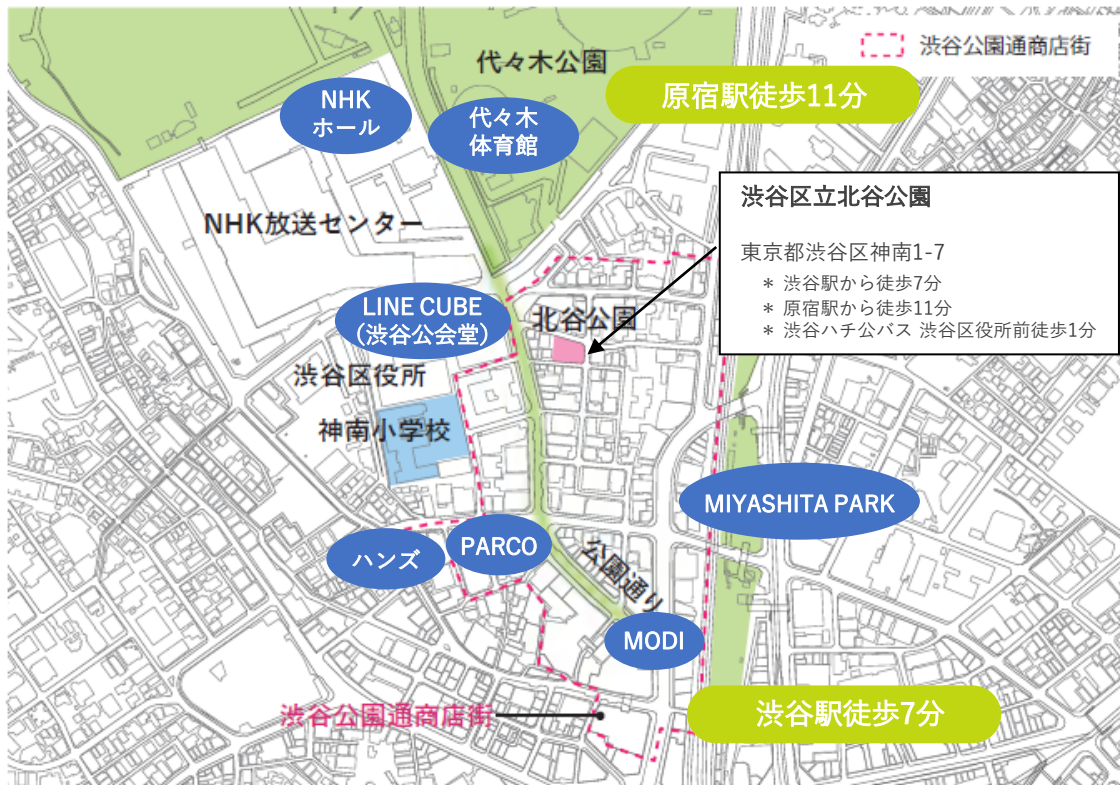 渋谷公園通商店街
代々木公園
原宿駅徒歩11分
NHK
ホール
代々木
体育館
渋谷区立北谷公園
東京都渋谷区神南1-7
＊ 渋谷駅から徒歩7分
＊ 原宿駅から徒歩11分
＊ 渋谷ハチ公バス 渋谷区役所前徒歩1分
NHK放送センター
LINE CUBE
（渋谷公会堂）
北谷公園
渋谷区役所
神南小学校
MIYASHITA PARK
PARCO
ハンズ
公園通り
MODI
渋谷公園通商店街
渋谷駅徒歩7分